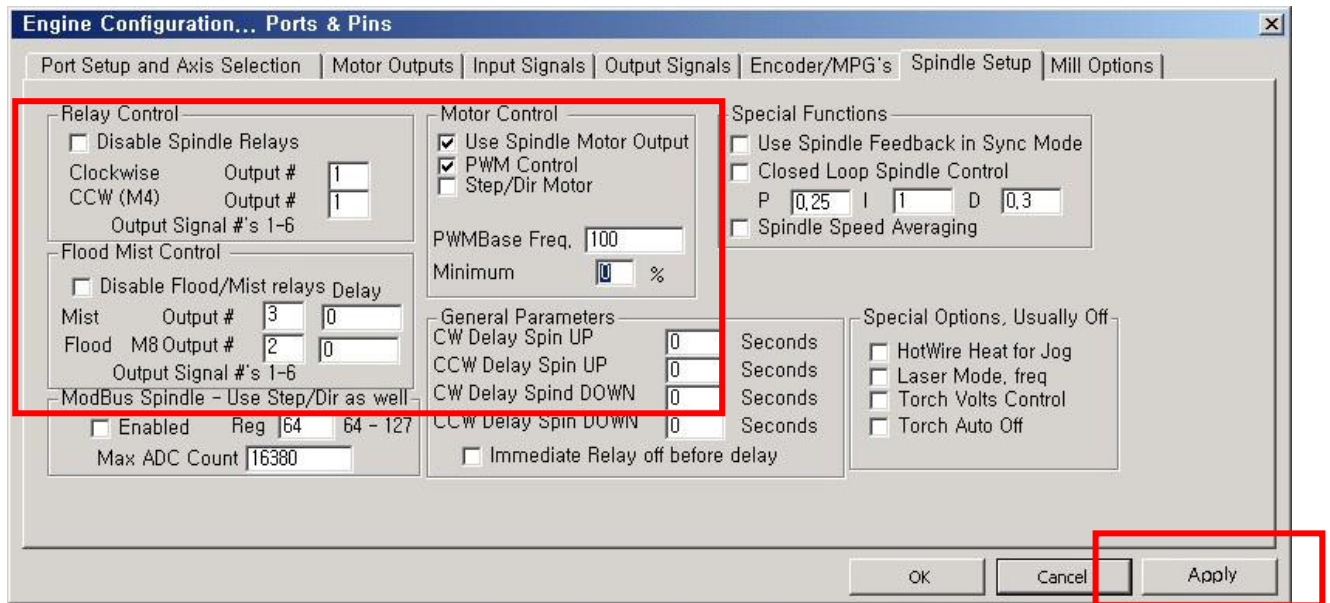 Engine Configuration... Ports & Pins
Port Setup and Axis Selection Motor Outputs Input Signals Output Signals Encoder/MPG's Spindle Setup Mill Options
Relay Control
Disable Spindle Relays
Clockwise Output # 1
CCW (M4) Output # 1
Output Signal #'s 1-6
Flood Mist Control
Disable Flood/Mist relays Delay
Mist Output # 3 0
Flood M8 Output # 2 0
Output Signal #'s 1-6
ModBus Spindle - Use Step/Dir as well
Enabled Reg 64 64 - 127
Max ADC Count 16380
Motor Control
Use Spindle Motor Output
PWM Control
Step/Dir Motor
PWMBase Freq. 100
Minimum 0 %
General Parameters
CW Delay Spin UP 0 Seconds
CCW Delay Spin UP 0 Seconds
CW Delay Spind DOWN 0 Seconds
CCW Delay Spin DOWN 0 Seconds
Immediate Relay off before delay
Special Functions
Use Spindle Feedback in Sync Mode
Closed Loop Spindle Control
P 0,25 I 1 D 0,3
Spindle Speed Averaging
Special Options, Usually Off
HotWire Heat for Jog
Laser Mode, freq
Torch Volts Control
Torch Auto Off
OK Cancel Apply